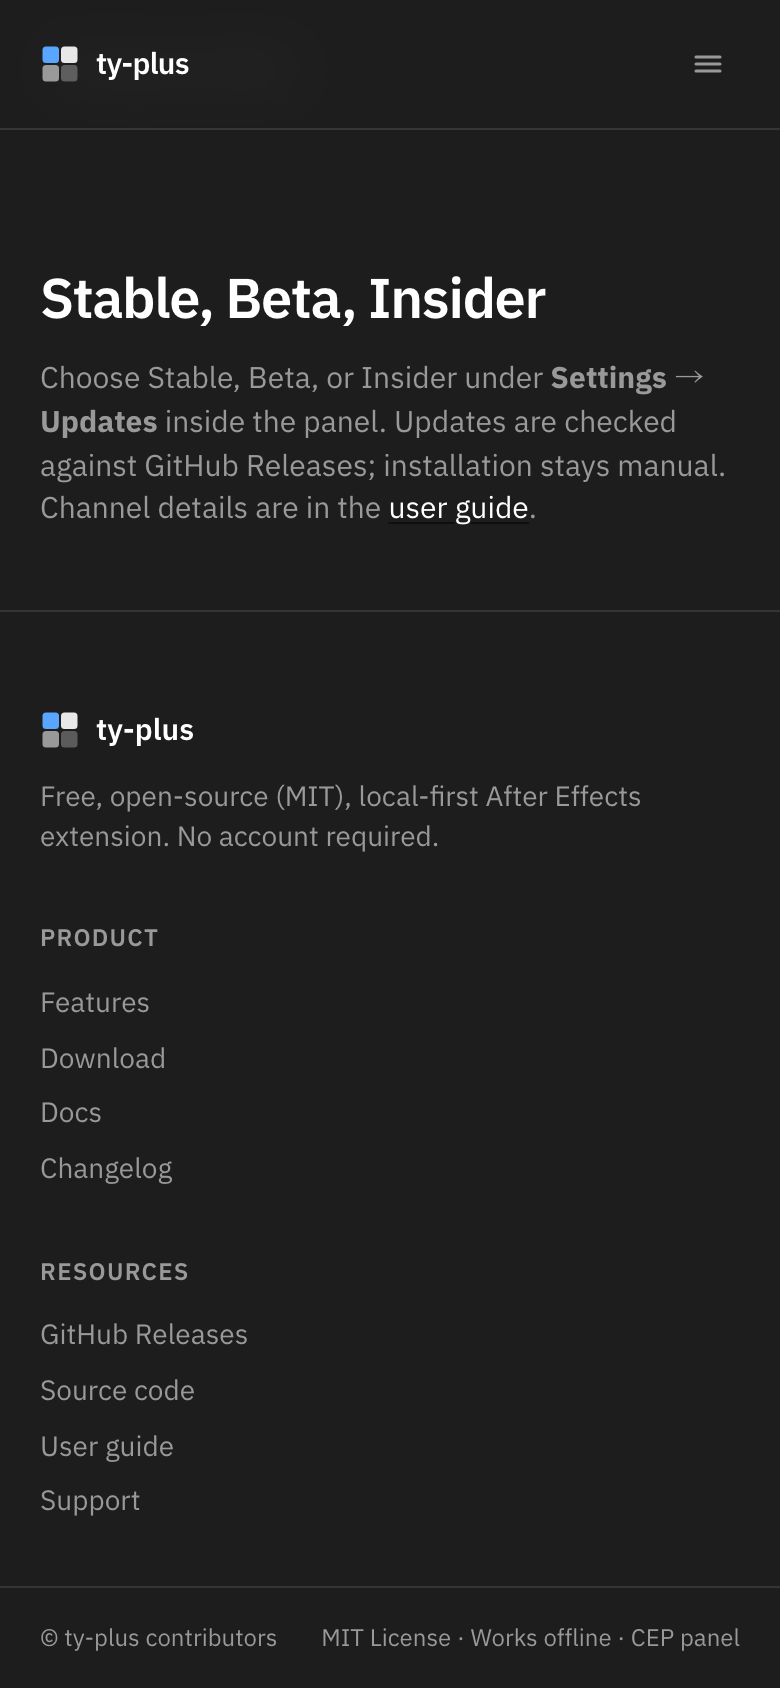 ty-plus
Stable, Beta, Insider
Choose Stable, Beta, or Insider under Settings →
Updates inside the panel. Updates are checked
against GitHub Releases; installation stays manual.
Channel details are in the user guide.
ty-plus
Free, open-source (MIT), local-first After Effects
extension. No account required.
PRODUCT
Features
Download
Docs
Changelog
RESOURCES
GitHub Releases
Source code
User guide
Support
© ty-plus contributors MIT License · Works offline · CEP panel